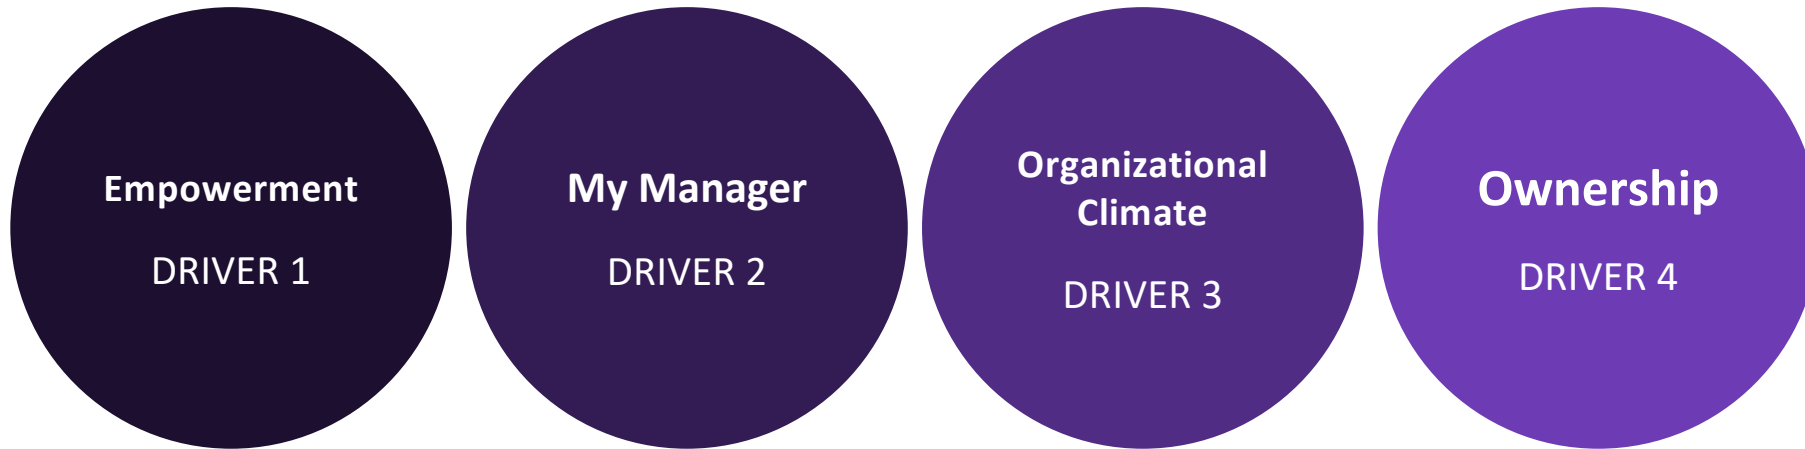 Empowerment
DRIVER 1
My Manager
DRIVER 2
Organizational
Climate
DRIVER 3
Ownership
DRIVER 4